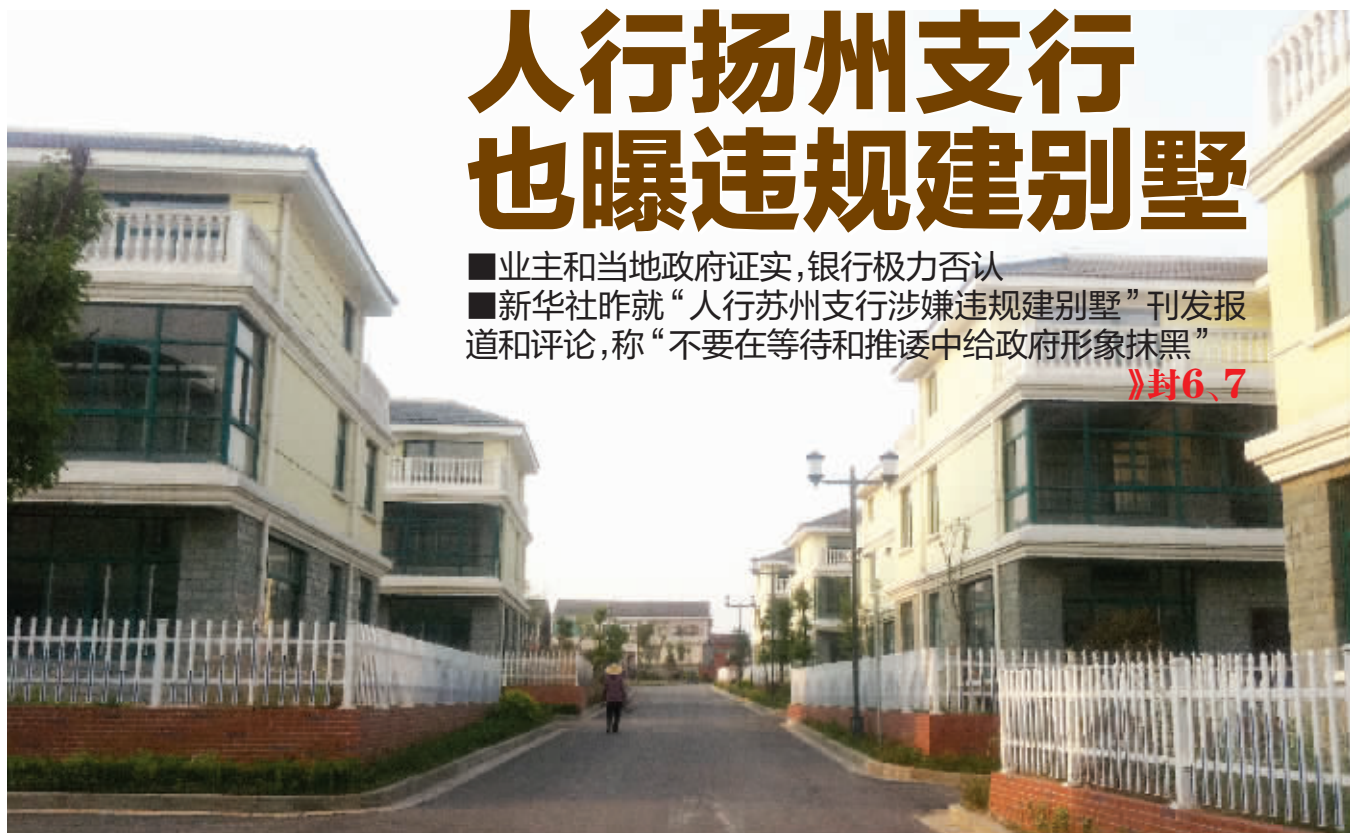 人行扬州支行
也曝违规建别墅
■业主和当地政府证实,银行极力否认
■新华社昨就“人行苏州支行涉嫌违规建别墅”刊发报
道和评论,称“不要在等待和推诿中给政府形象抹黑”
》封6、7